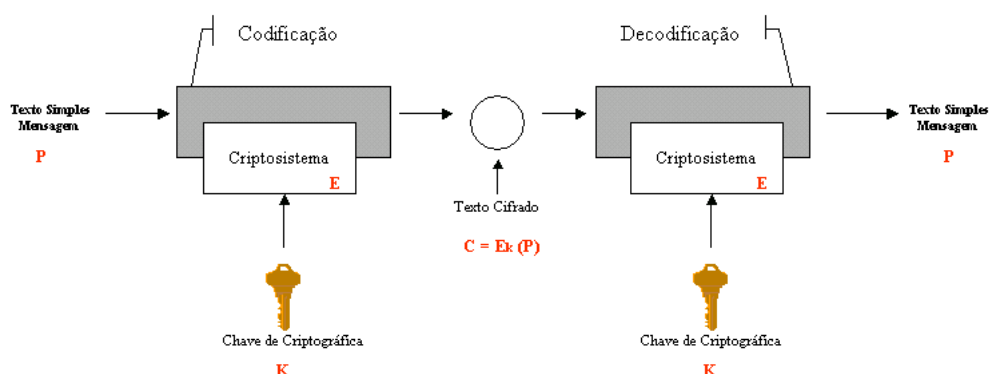 Codificação
Decodificação
Texto Simples
Mensagem
P
Criptosistema
E
Texto Cifrado
C = Ek (P)
Criptosistema
E
Texto Simples
Mensagem
P
Chave de Criptográfica
K
Chave de Criptográfica
K